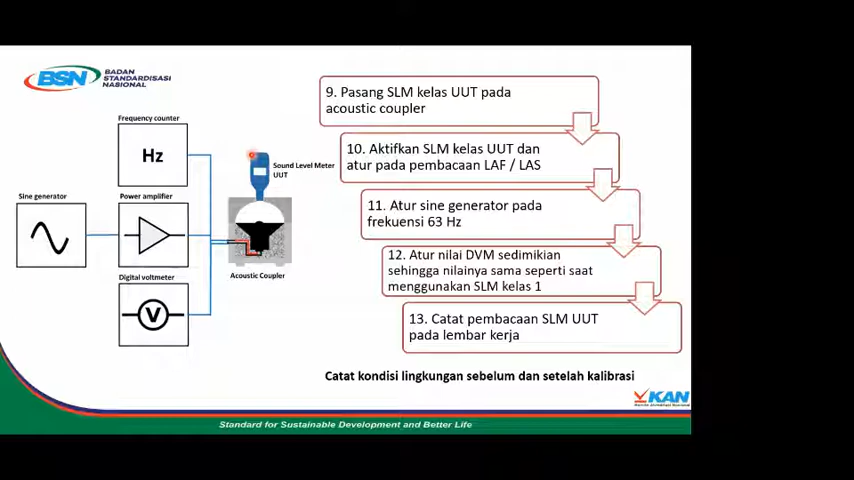 BSN
BADAN
STANDARDISASI
NASIONAL
Frequency counter
Hz
Sine generator
Power amplifier
Digital voltmeter
V
Sound Level Meter
UUT
Acoustic Coupler
9. Pasang SLM kelas UUT pada
acoustic coupler
10. Aktifkan SLM kelas UUT dan
atur pada pembacaan LAF / LAS
11. Atur sine generator pada
frekuensi 63 Hz
12. Atur nilai DVM sedimikian
sehingga nilainya sama seperti saat
menggunakan SLM kelas 1
13. Catat pembacaan SLM UUT
pada lembar kerja
Catat kondisi lingkungan sebelum dan setelah kalibrasi
KAN
Standard for Sustainable Development and Better Life